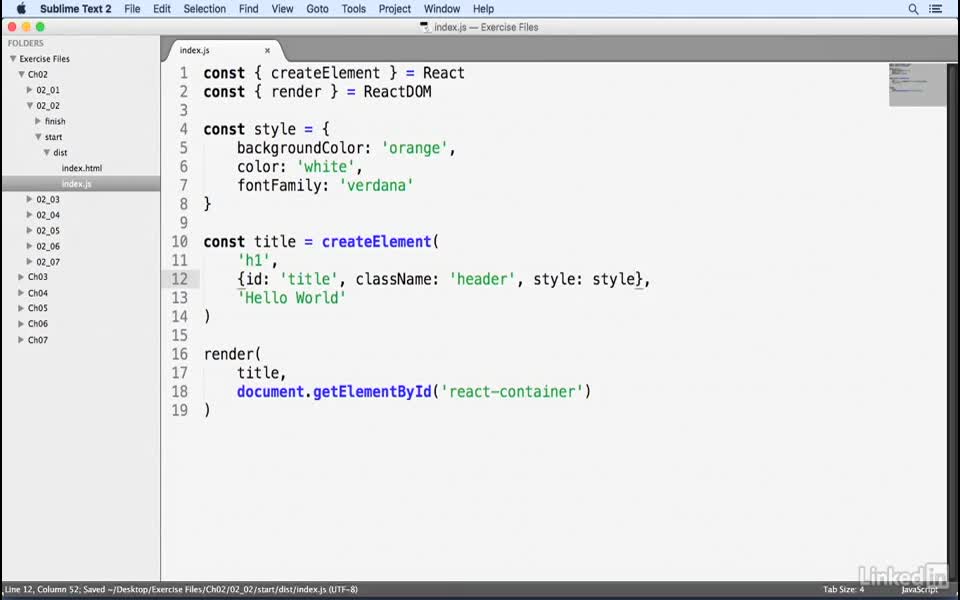 Sublime Text 2 File Edit Selection Find View Goto Tools Project Window Help
index.js — Exercise Files
FOLDERS
Exercise Files
Ch02
02_01
02_02
finish
start
dist
index.html
index.js
02_03
02_04
02_05
02_06
02_07
Ch03
Ch04
Ch05
Ch06
Ch07
index.js ×
1 const { createElement } = React
2 const { render } = ReactDOM
3
4 const style = {
5 backgroundColor: 'orange',
6 color: 'white',
7 fontFamily: 'verdana'
8 }
9
10 const title = createElement(
11 'h1',
12 {id: 'title', className: 'header', style: style},
13 'Hello World'
14 )
15
16 render(
17 title,
18 document.getElementById('react-container')
19 )
Linked in
Line 12, Column 52; Saved ~/Desktop/Exercise Files/Ch02/02_02/start/dist/index.js (UTF-8) Tab Size: 4 JavaScript